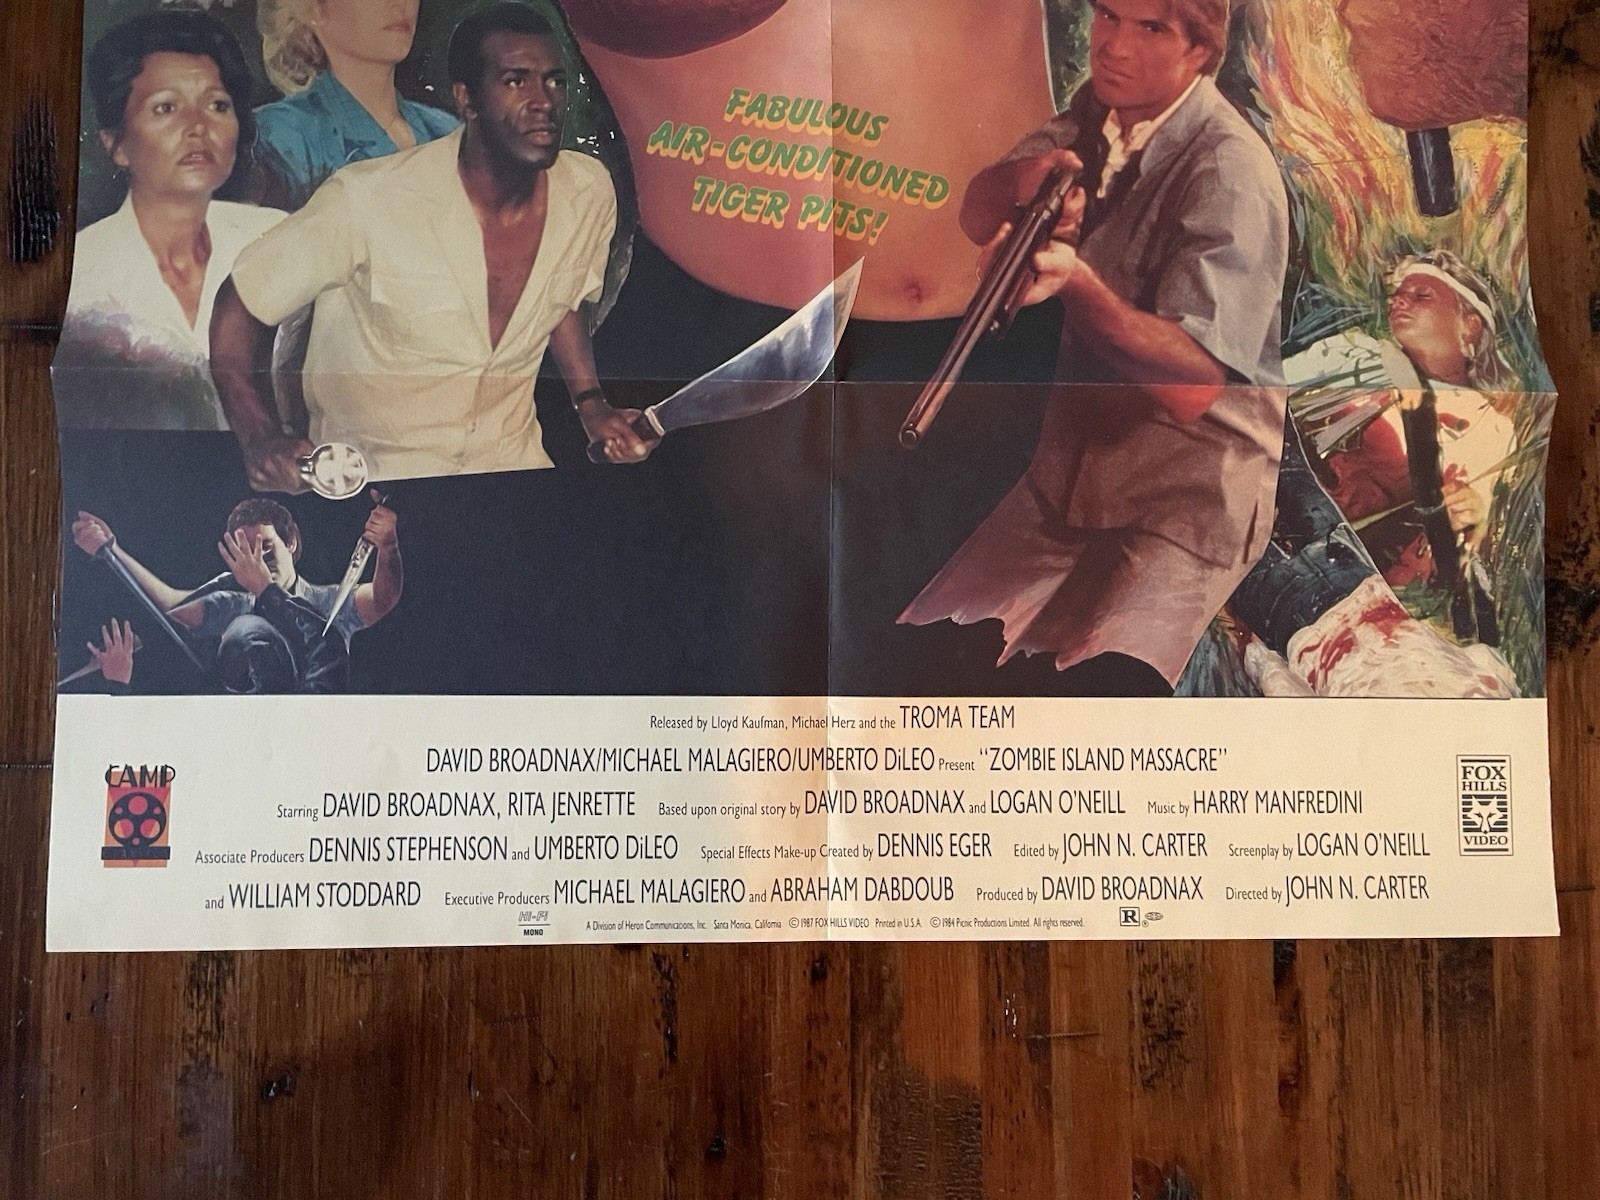 FABULOUS
AIR-CONDITIONED
TIGER PITS!
Released by Lloyd Kaufman, Michael Herz and the TROMA TEAM
DAVID BROADNAX/MICHAEL MALAGIERO/UMBERTO DiLEO Present “ZOMBIE ISLAND MASSACRE”
Starring DAVID BROADNAX, RITA JENRETTE Based upon original story by DAVID BROADNAX and LOGAN O'NEILL Music by HARRY MANFREDINI
Associate Producers DENNIS STEPHENSON and UMBERTO DiLEO Special Effects Make-up Created by DENNIS EGER Edited by JOHN N. CARTER Screenplay by LOGAN O'NEILL
and WILLIAM STODDARD Executive Producers MICHAEL MALAGIERO and ABRAHAM DABDOUB Produced by DAVID BROADNAX Directed by JOHN N. CARTER
Hi-Fi
MONO
A Division of Heron Communications, Inc. Santa Monica, California ©1987 FOX HILLS VIDEO Printed in U.S.A. ©1984 Picnic Productions Limited. All rights reserved.
R
CAMP
FOX
HILLS
VIDEO